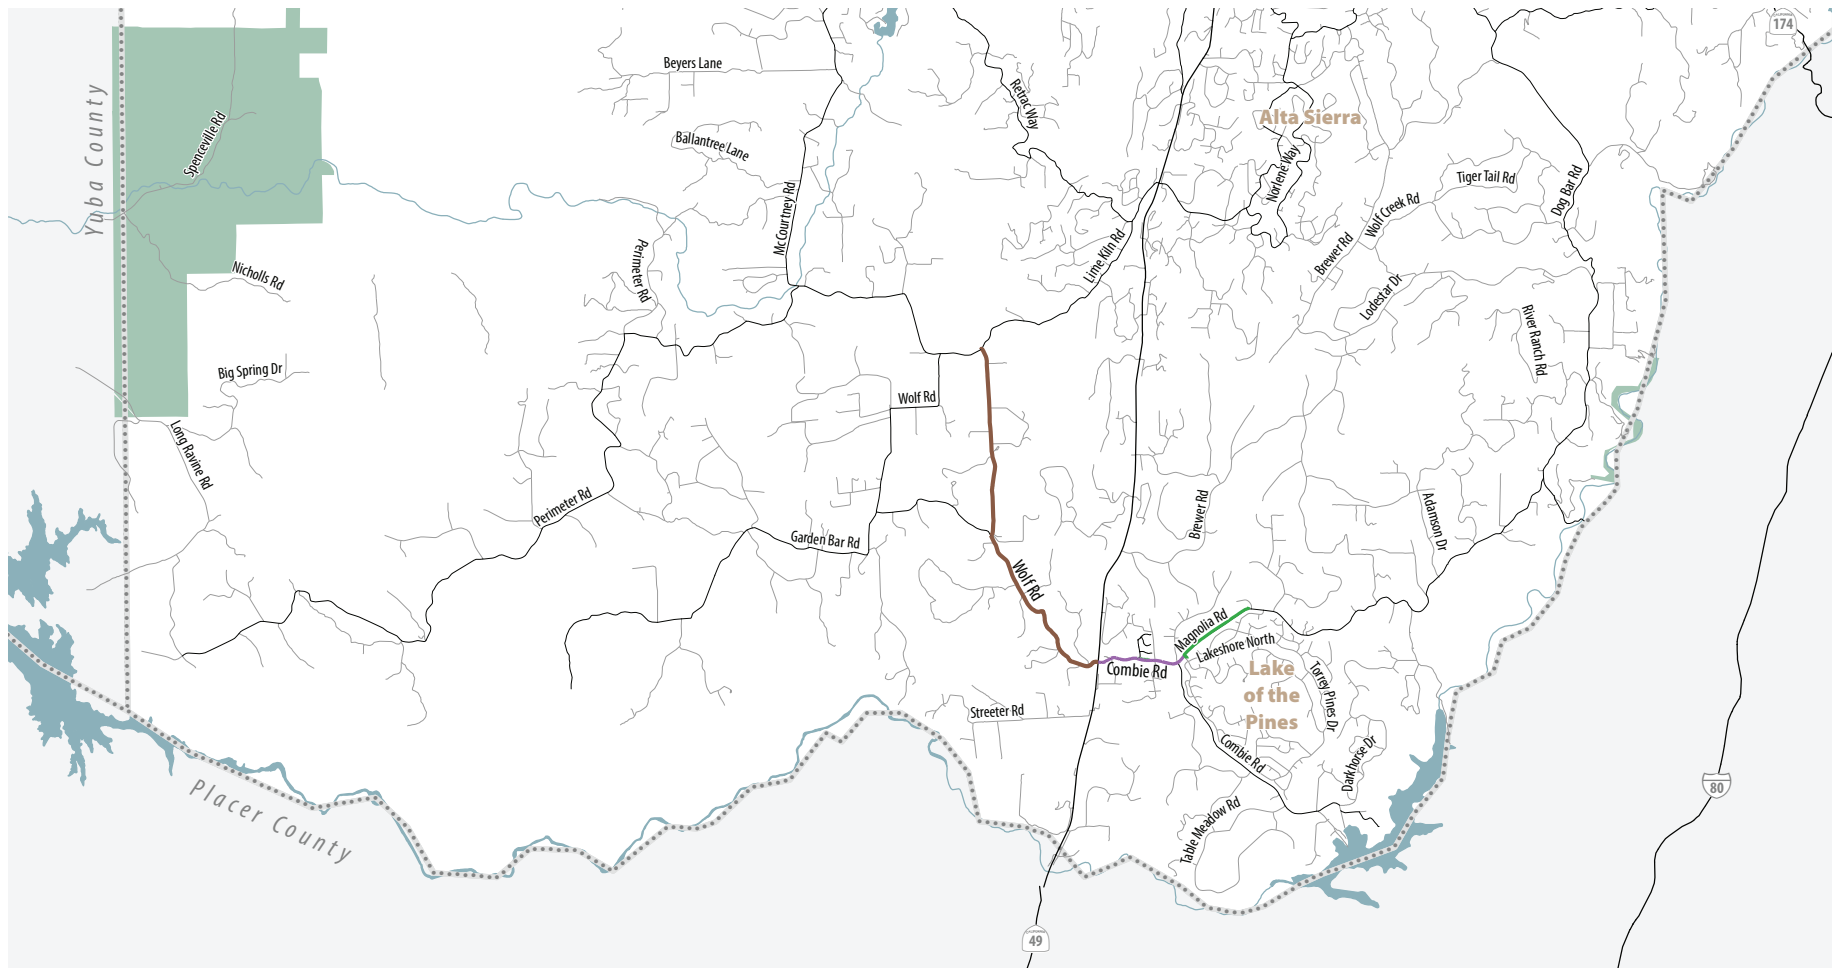 174
Beyers Lane
Yuba County
Retrac Way
Alta Sierra
Spenceville Rd
Ballantree Lane
Norlene Way
Tiger Tail Rd
Dog Bar Rd
McCourtney Rd
Wolf Creek Rd
Perimeter Rd
Lime Kiln Rd
Brewer Rd
Nicholls Rd
Lodestar Dr
River Ranch Rd
Big Spring Dr
Wolf Rd
Long Ravine Rd
Perimeter Rd
Brewer Rd
Adamson Dr
Garden Bar Rd
Wolf Rd
Magnolia Rd
Lakeshore North
Combie Rd
Lake
of the
Pines
Torrey Pines Dr
Streeter Rd
Combie Rd
Darkhorse Dr
Placer County
80
Table Meadow Rd
49